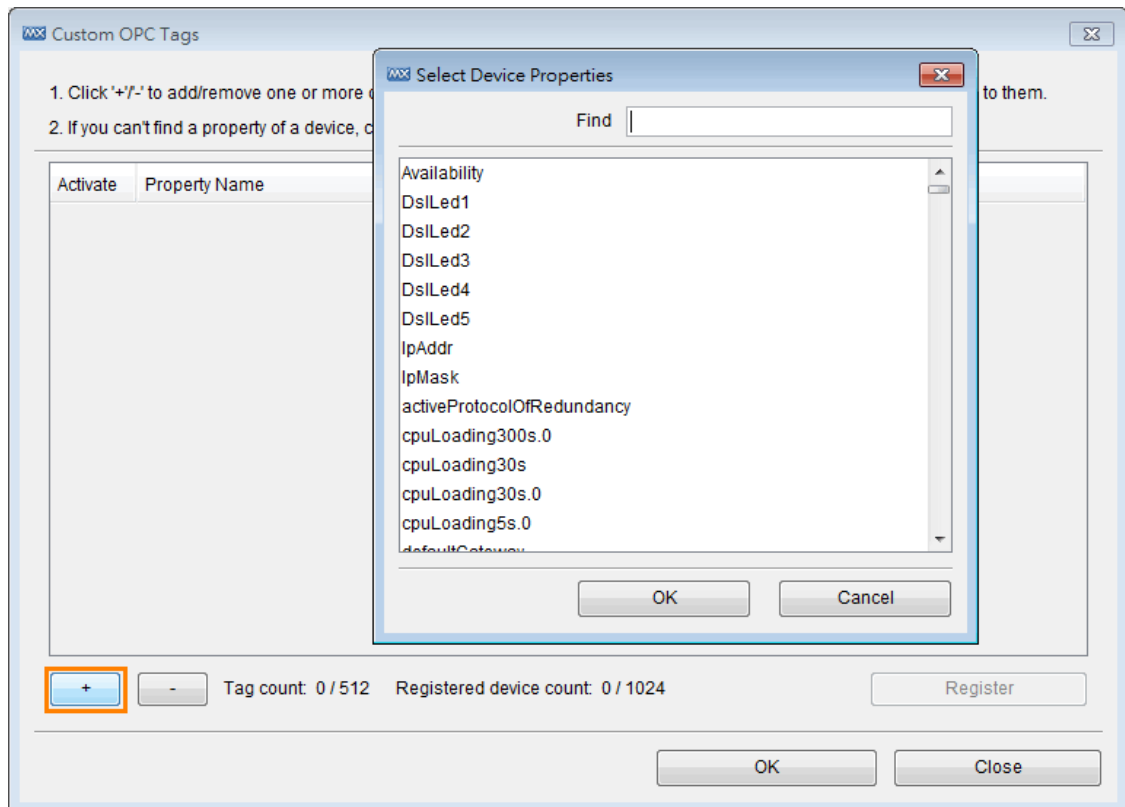 Custom OPC Tags
1. Click '+'/'-' to add/remove one or more
to them.
2. If you can't find a property of a device,
Activate Property Name
Select Device Properties
Find
Availability
DslLed1
DslLed2
DslLed3
DslLed4
DslLed5
IpAddr
IpMask
activeProtocolOfRedundancy
cpuLoading300s.0
cpuLoading30s
cpuLoading30s.0
cpuLoading5s.0
defaultGateway
OK Cancel
+ - Tag count: 0 / 512 Registered device count: 0 / 1024 Register
OK Close